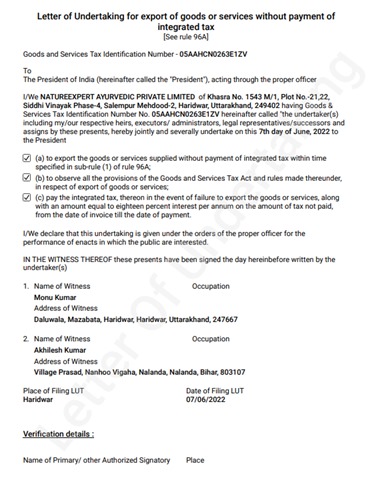 Letter of Undertaking for export of goods or services without payment of
integrated tax
[See rule 96A]
Goods and Services Tax Identification Number - 05AAHCN0263E1ZV
To
The President of India (hereinafter called the "President"), acting through the proper officer
I/We NATUREEXPERT AYURVEDIC PRIVATE LIMITED of Khasra No. 1543 M/1, Plot No.-21,22,
Siddhi Vinayak Phase-4, Salempur Mehdood-2, Haridwar, Uttarakhand, 249402 having Goods &
Services Tax Identification Number No. 05AAHCN0263E1ZV hereinafter called "the undertaker(s)
including my/our respective heirs, executors/ administrators, legal representatives/successors and
assigns by these presents, hereby jointly and severally undertake on this 7th day of June, 2022 to
the President
(a) to export the goods or services supplied without payment of integrated tax within time
specified in sub-rule (1) of rule 96A;
(b) to observe all the provisions of the Goods and Services Tax Act and rules made thereunder,
in respect of export of goods or services;
(c) pay the integrated tax, thereon in the event of failure to export the goods or services, along
with an amount equal to eighteen percent interest per annum on the amount of tax not paid,
from the date of invoice till the date of payment.
I/We declare that this undertaking is given under the orders of the proper officer for the
performance of enacts in which the public are interested.
IN THE WITNESS THEREOF these presents have been signed the day hereinbefore written by the
undertaker(s)
1. Name of Witness Occupation
Monu Kumar
Address of Witness
Daluwala, Mazabata, Haridwar, Haridwar, Uttarakhand, 247667
2. Name of Witness Occupation
Akhilesh Kumar
Address of Witness
Village Prasad, Nanhoo Vigaha, Nalanda, Nalanda, Bihar, 803107
Place of Filing LUT Date of Filing LUT
Haridwar 07/06/2022
Verification details :
Name of Primary/ other Authorized Signatory Place
Letter Of Undertaking